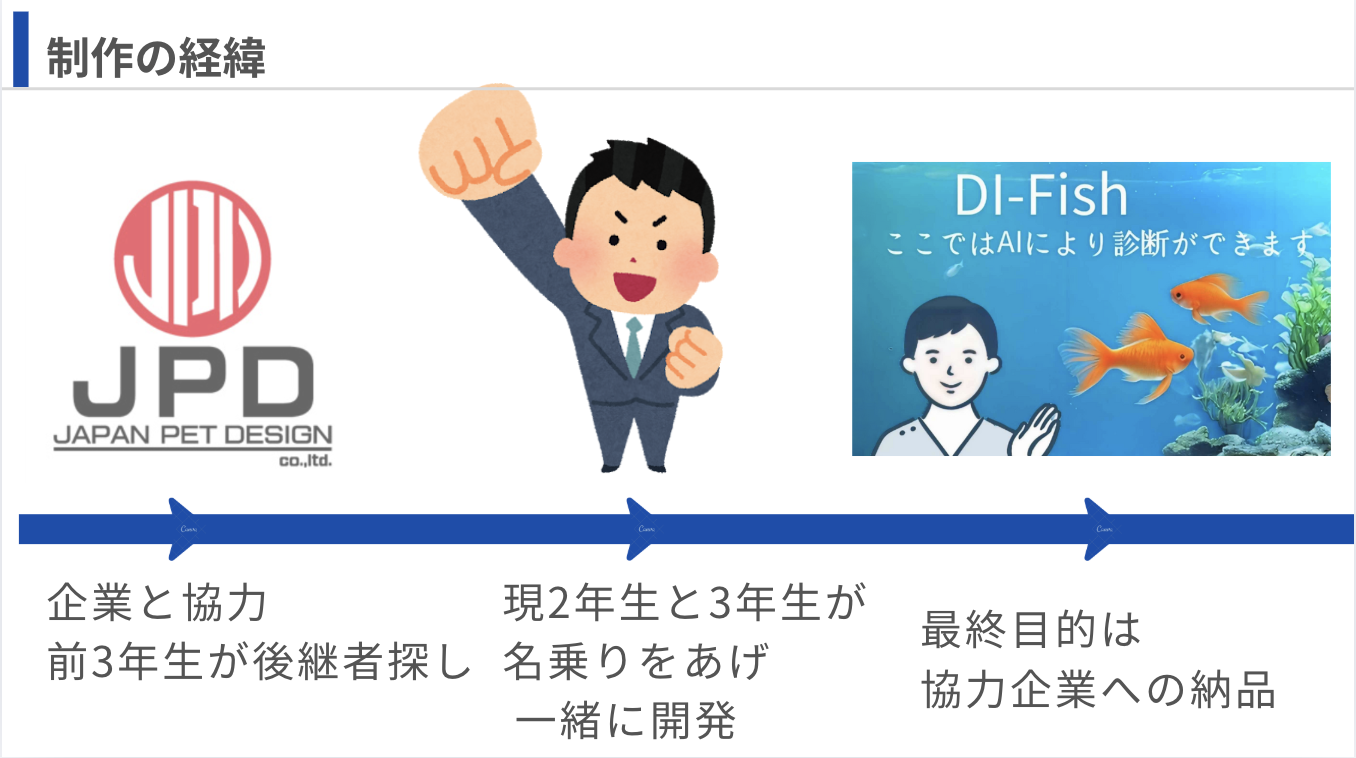 制作の経緯
JPD
JAPAN PET DESIGN
co.,ltd.
DI-Fish
ここではAIにより診断ができます
企業と協力
前3年生が後継者探し
現2年生と3年生が
名乗りをあげ
一緒に開発
最終目的は
協力企業への納品